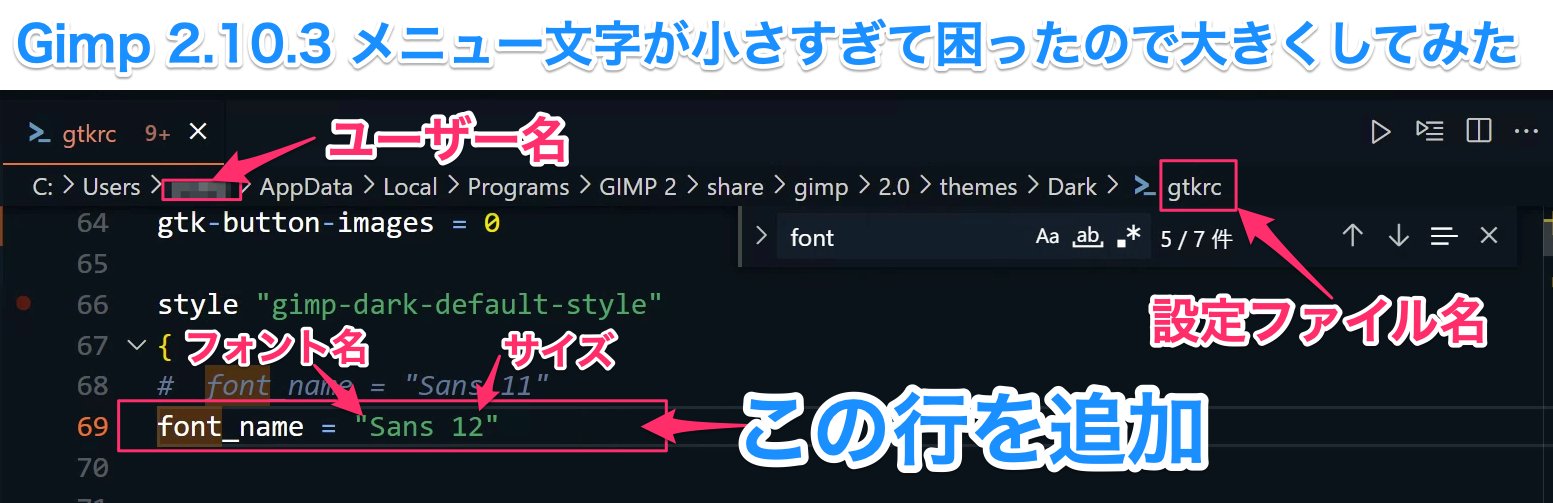 Gimp 2.10.3 メニュー文字が小さすぎて困ったので大きくしてみた
gtkrc 9+
ユーザー名
C: Users AppData Local Programs GIMP 2 share gimp 2.0 themes Dark gtkrc
64 gtk-button-images = 0
font Aa ab 5 / 7 件
65
66 style "gimp-dark-default-style"
設定ファイル名
67 {
フォント名 サイズ
68 # font_name = "Sans 11"
69 font_name = "Sans 12"
この行を追加
70